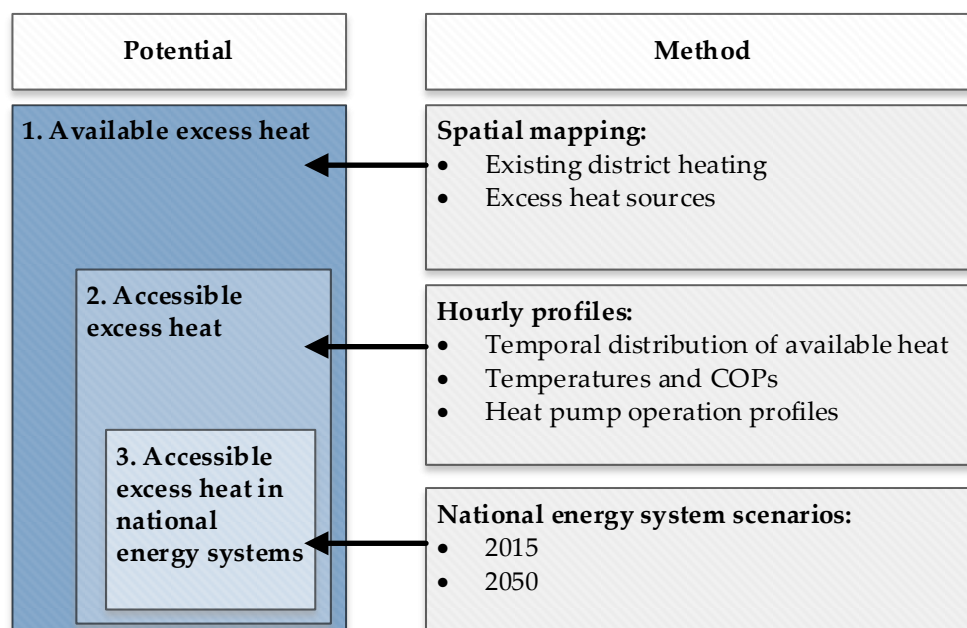 Potential
Method
1. Available excess heat
Spatial mapping:
• Existing district heating
• Excess heat sources
2. Accessible
excess heat
Hourly profiles:
• Temporal distribution of available heat
• Temperatures and COPs
• Heat pump operation profiles
3. Accessible
excess heat in
national
energy systems
National energy system scenarios:
• 2015
• 2050